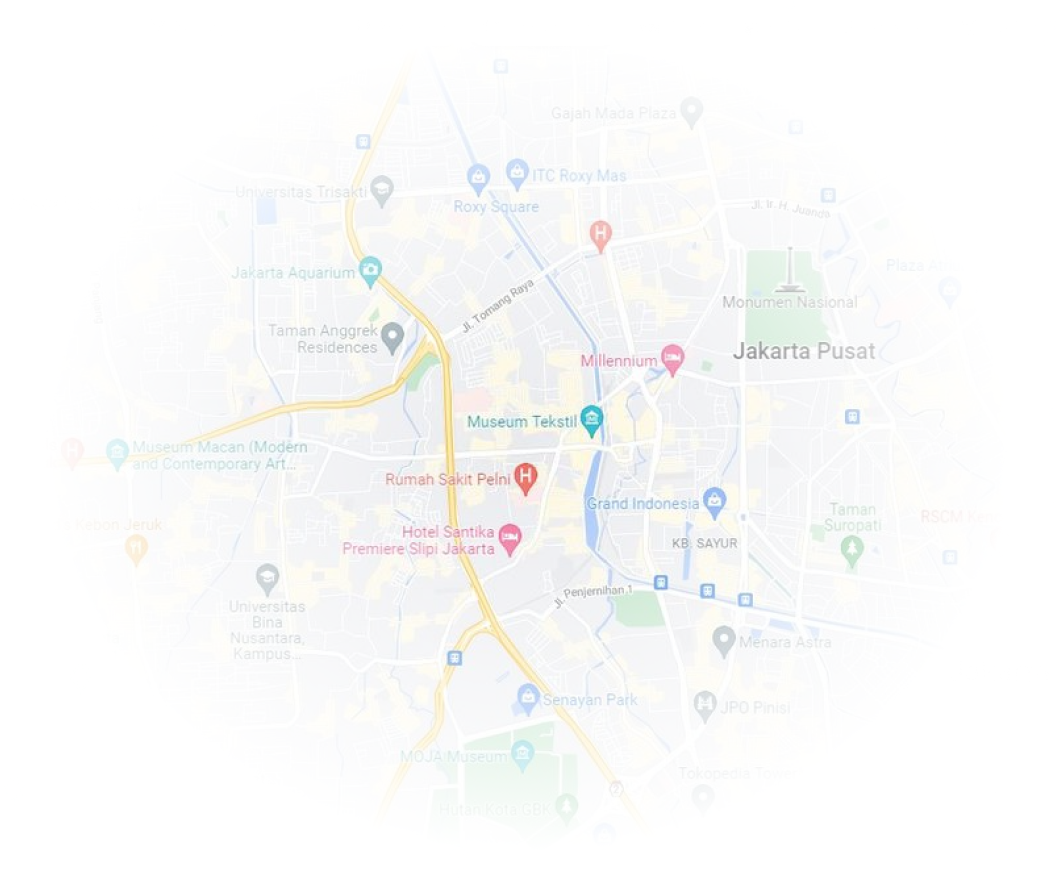 Gajah Mada Plaza
ITC Roxy Mas
Universitas Trisakti
Roxy Square
Jl. Ir. H. Juanda
H
Jakarta Aquarium
Plaza
Jl. Tomang Raya
Monumen Nasional
Taman Anggrek
Residences
Jakarta Pusat
Millennium
Museum Tekstil
Museum Macan (Modern
and Contemporary Art...
H
Rumah Sakit Pelni
H
Grand Indonesia
Taman
Suropati
RSCM
Kebon Jeruk
Hotel Santika
Premiere Slipi Jakarta
KB. SAYUR
Jl. Penjernihan 1
Universitas
Bina
Nusantara,
Kampus...
Menara Astra
Senayan Park
JPO Pinisi
MOJA Museum
Tokopedia Tower
Hutan Kota GBK